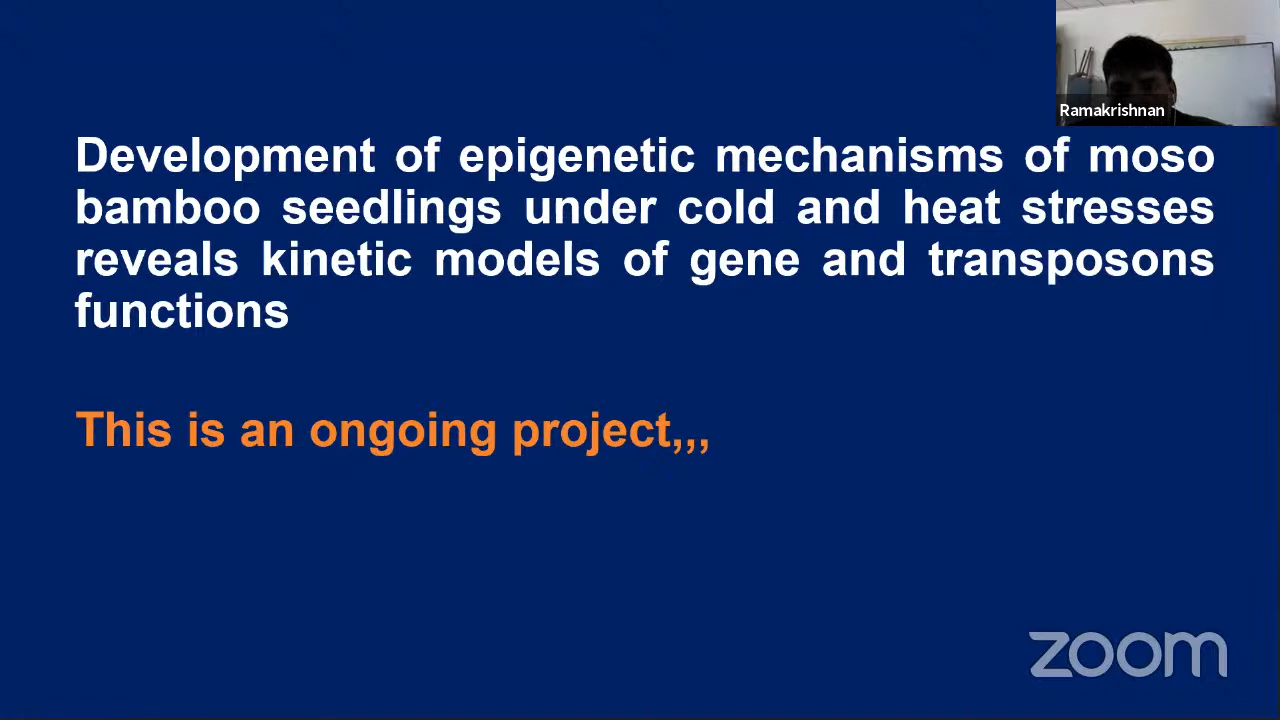 Ramakrishnan
Development of epigenetic mechanisms of moso
bamboo seedlings under cold and heat stresses
reveals kinetic models of gene and transposons
functions
This is an ongoing project,,,
zoom